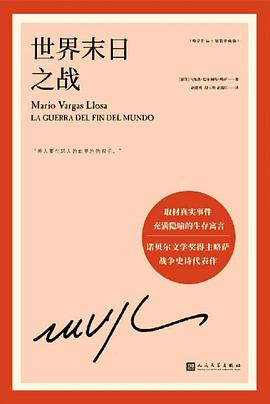 世界末日
之战
Mario Vargas Llosa
LA GUERRA DEL FIN DEL MUNDO
取材真实事件
充满隐喻的生存寓言
诺贝尔文学奖得主略萨
战争史诗代表作
人民文学出版社